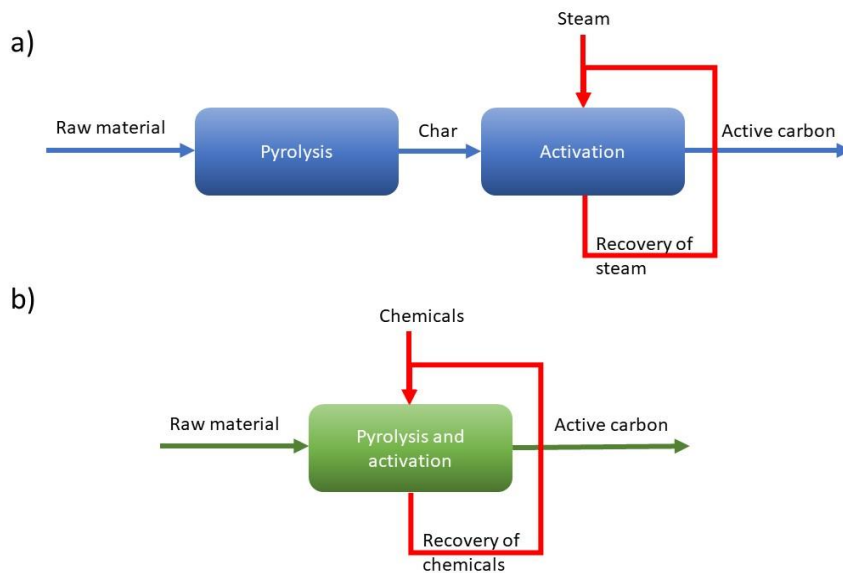 a)
Steam
Raw material
Pyrolysis
Char
Activation
Active carbon
Recovery of
steam
b)
Chemicals
Raw material
Pyrolysis and
activation
Active carbon
Recovery of
chemicals